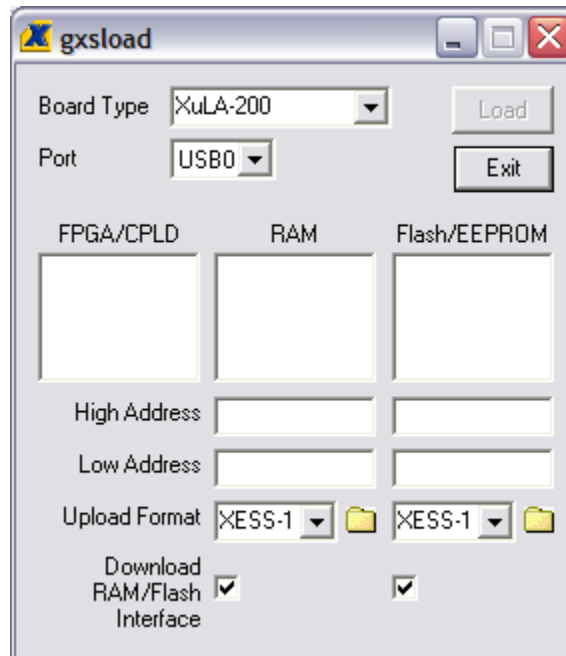 gxsload
Board Type XuLA-200 Load
Port USB0 Exit
FPGA/CPLD RAM Flash/EEPROM
High Address
Low Address
Upload Format XESS-1 XESS-1
Download
RAM/Flash
Interface